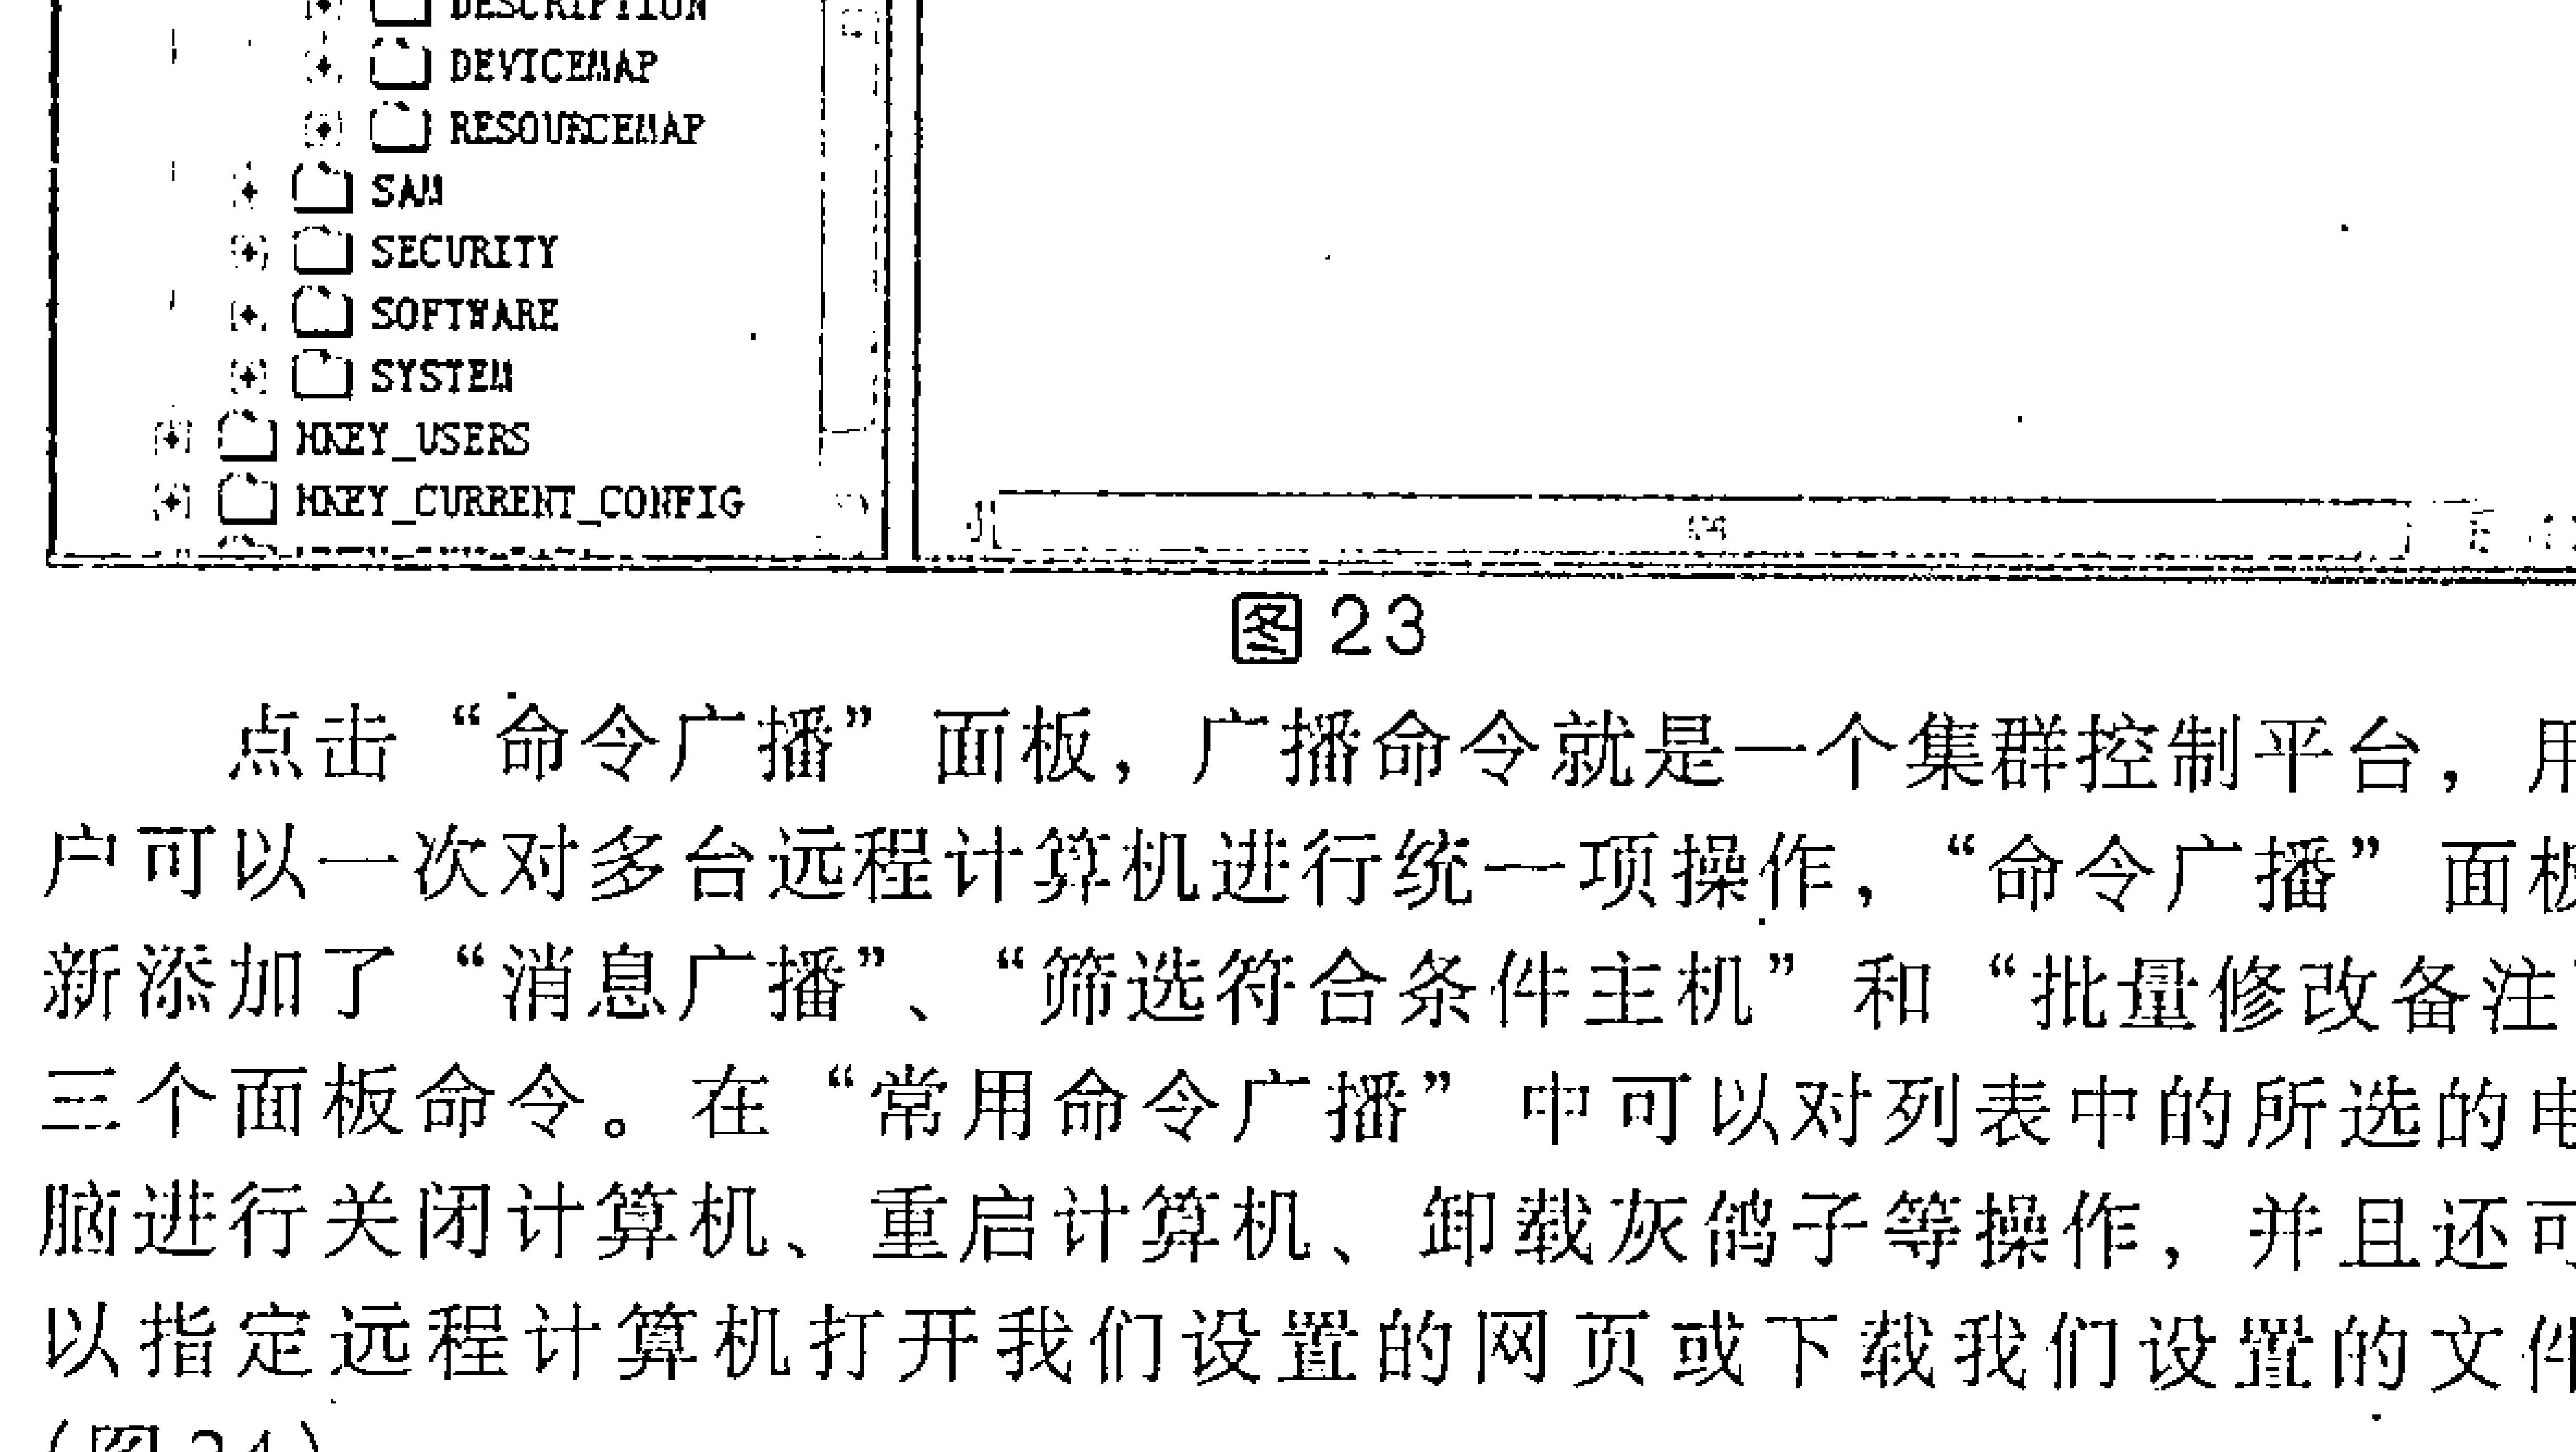 DESCRIPTION
DEVICEMAP
RESOURCEMAP
SAM
SECURITY
SOFTWARE
SYSTEM
HKEY_USERS
HKEY_CURRENT_CONFIG
图 23
点击 “命令广播” 面板，广播命令就是一个集群控制平台，用
户可以一次对多台远程计算机进行统一项操作，“命令广播” 面板
新添加了 “消息广播”、“筛选符合条件主机” 和 “批量修改备注”
三个面板命令。在 “常用命令广播” 中可以对列表中的所选的电
脑进行关闭计算机、重启计算机、卸载灰鸽子等操作，并且还可
以指定远程计算机打开我们设置的网页或下载我们设置的文件
(图 24)